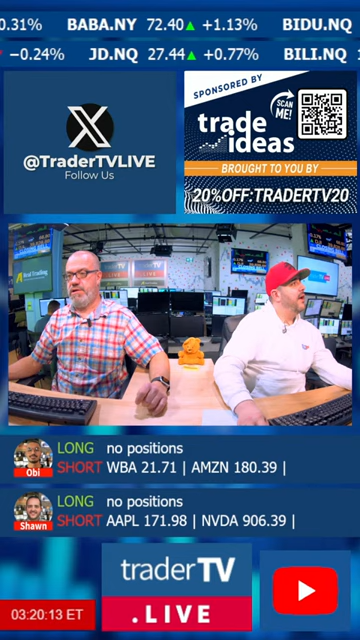 0.31% BABA.NY 72.40▲ +1.13% BIDU.NQ
−0.24% JD.NQ 27.44▲ +0.77% BILI.NQ
@TraderTVLIVE
Follow Us
SPONSORED BY
SCAN ME!
trade
ideas
BROUGHT TO YOU BY
20%OFF:TRADERTV20
LONG no positions
SHORT WBA 21.71 | AMZN 180.39 |
Obi
LONG no positions
SHORT AAPL 171.98 | NVDA 906.39 |
Shawn
03:20:13 ET
traderTV
.LIVE